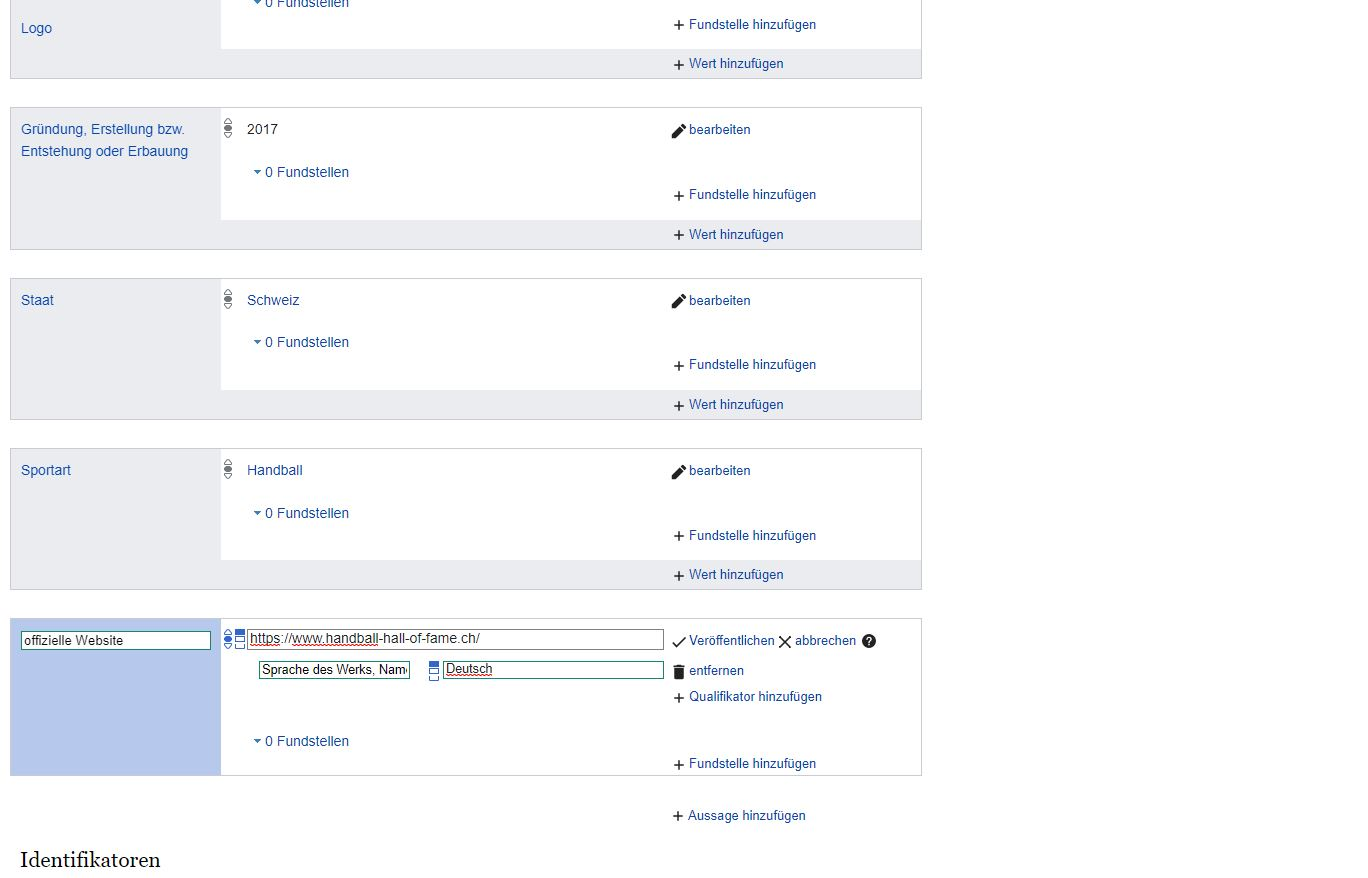 0 Fundstellen
Logo
Fundstelle hinzufügen
Wert hinzufügen
Gründung, Erstellung bzw.
Entstehung oder Erbauung
2017
bearbeiten
0 Fundstellen
Fundstelle hinzufügen
Wert hinzufügen
Staat
Schweiz
bearbeiten
0 Fundstellen
Fundstelle hinzufügen
Wert hinzufügen
Sportart
Handball
bearbeiten
0 Fundstellen
Fundstelle hinzufügen
Wert hinzufügen
offizielle Website
https://www.handball-hall-of-fame.ch/
Veröffentlichen abbrechen
Sprache des Werks, Nam
Deutsch
entfernen
Qualifikator hinzufügen
0 Fundstellen
Fundstelle hinzufügen
Aussage hinzufügen
Identifikatoren